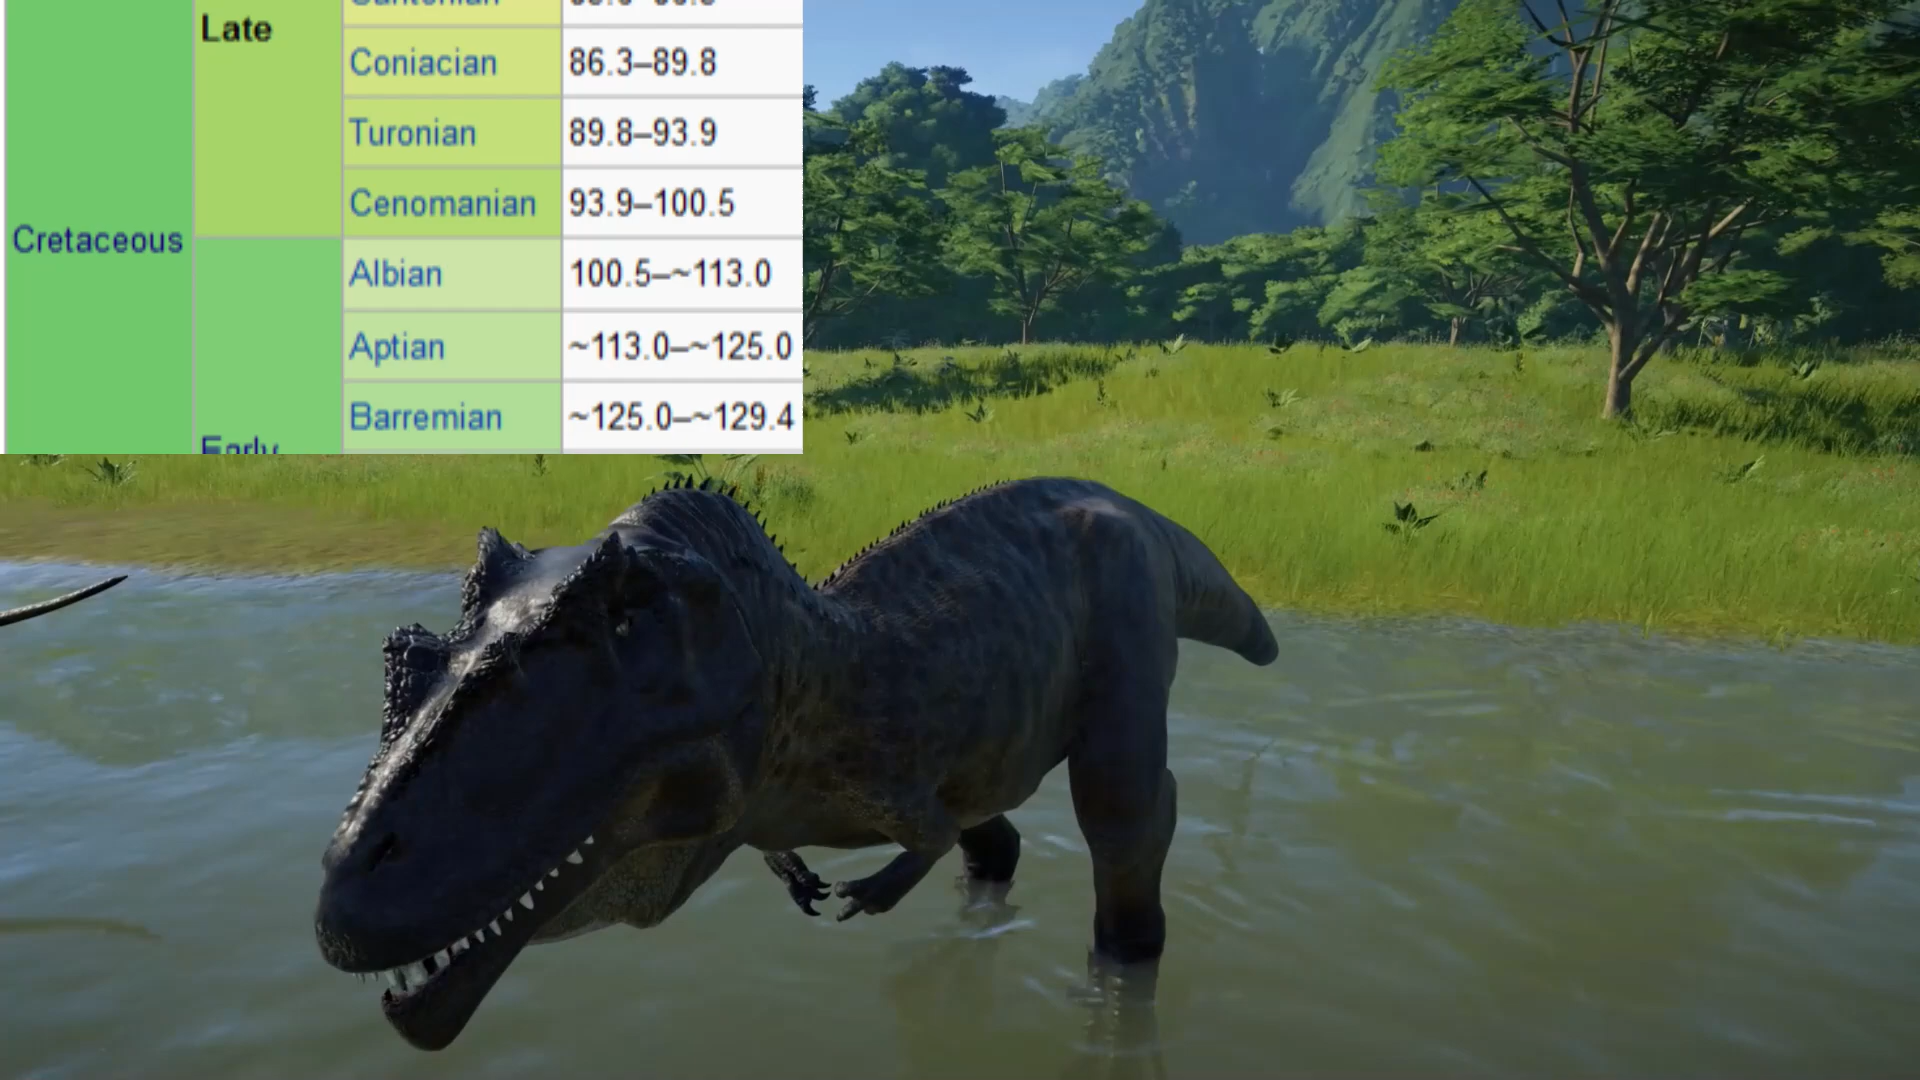 Late
Coniacian 86.3–89.8
Turonian 89.8–93.9
Cenomanian 93.9–100.5
Cretaceous
Albian 100.5–~113.0
Aptian ~113.0–~125.0
Barremian ~125.0–~129.4
Early